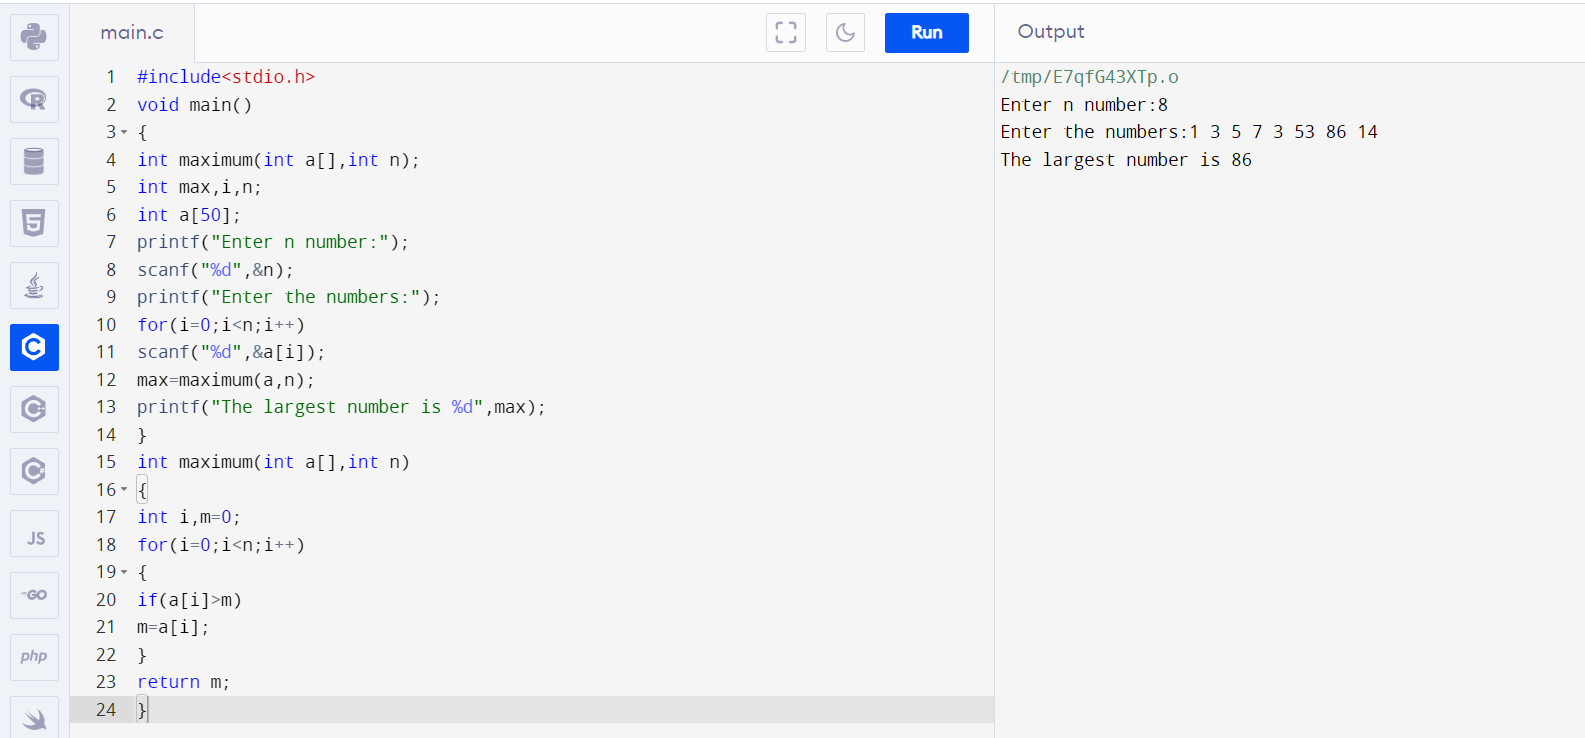 main.c
Run
Output
1 #include<stdio.h>
2 void main()
3 {
4 int maximum(int a[],int n);
5 int max,i,n;
6 int a[50];
7 printf("Enter n number:");
8 scanf("%d",&n);
9 printf("Enter the numbers:");
10 for(i=0;i<n;i++)
11 scanf("%d",&a[i]);
12 max=maximum(a,n);
13 printf("The largest number is %d",max);
14 }
15 int maximum(int a[],int n)
16 {
17 int i,m=0;
18 for(i=0;i<n;i++)
19 {
20 if(a[i]>m)
21 m=a[i];
22 }
23 return m;
24 }
/tmp/E7qfG43XTp.o
Enter n number:8
Enter the numbers:1 3 5 7 3 53 86 14
The largest number is 86
R
5
C
C+
C#
JS
GO
php